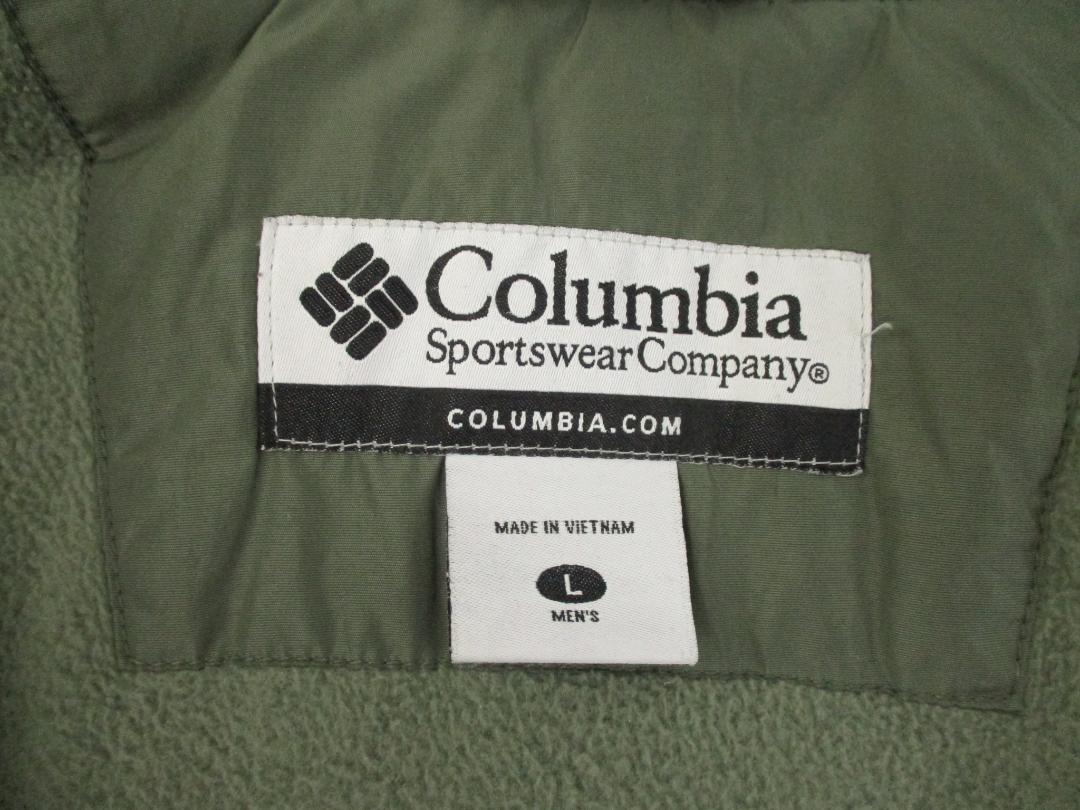 Columbia
Sportswear Company®
COLUMBIA.COM
MADE IN VIETNAM
L
MEN'S